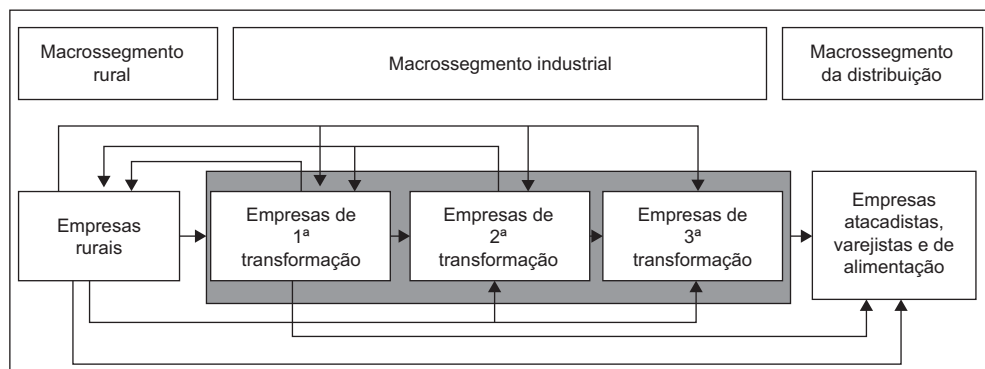 Macrossegmento
rural
Macrossegmento industrial
Macrossegmento
da distribuição
Empresas
rurais
Empresas de
1ª
transformação
Empresas de
2ª
transformação
Empresas de
3ª
transformação
Empresas
atacadistas,
varejistas e de
alimentação